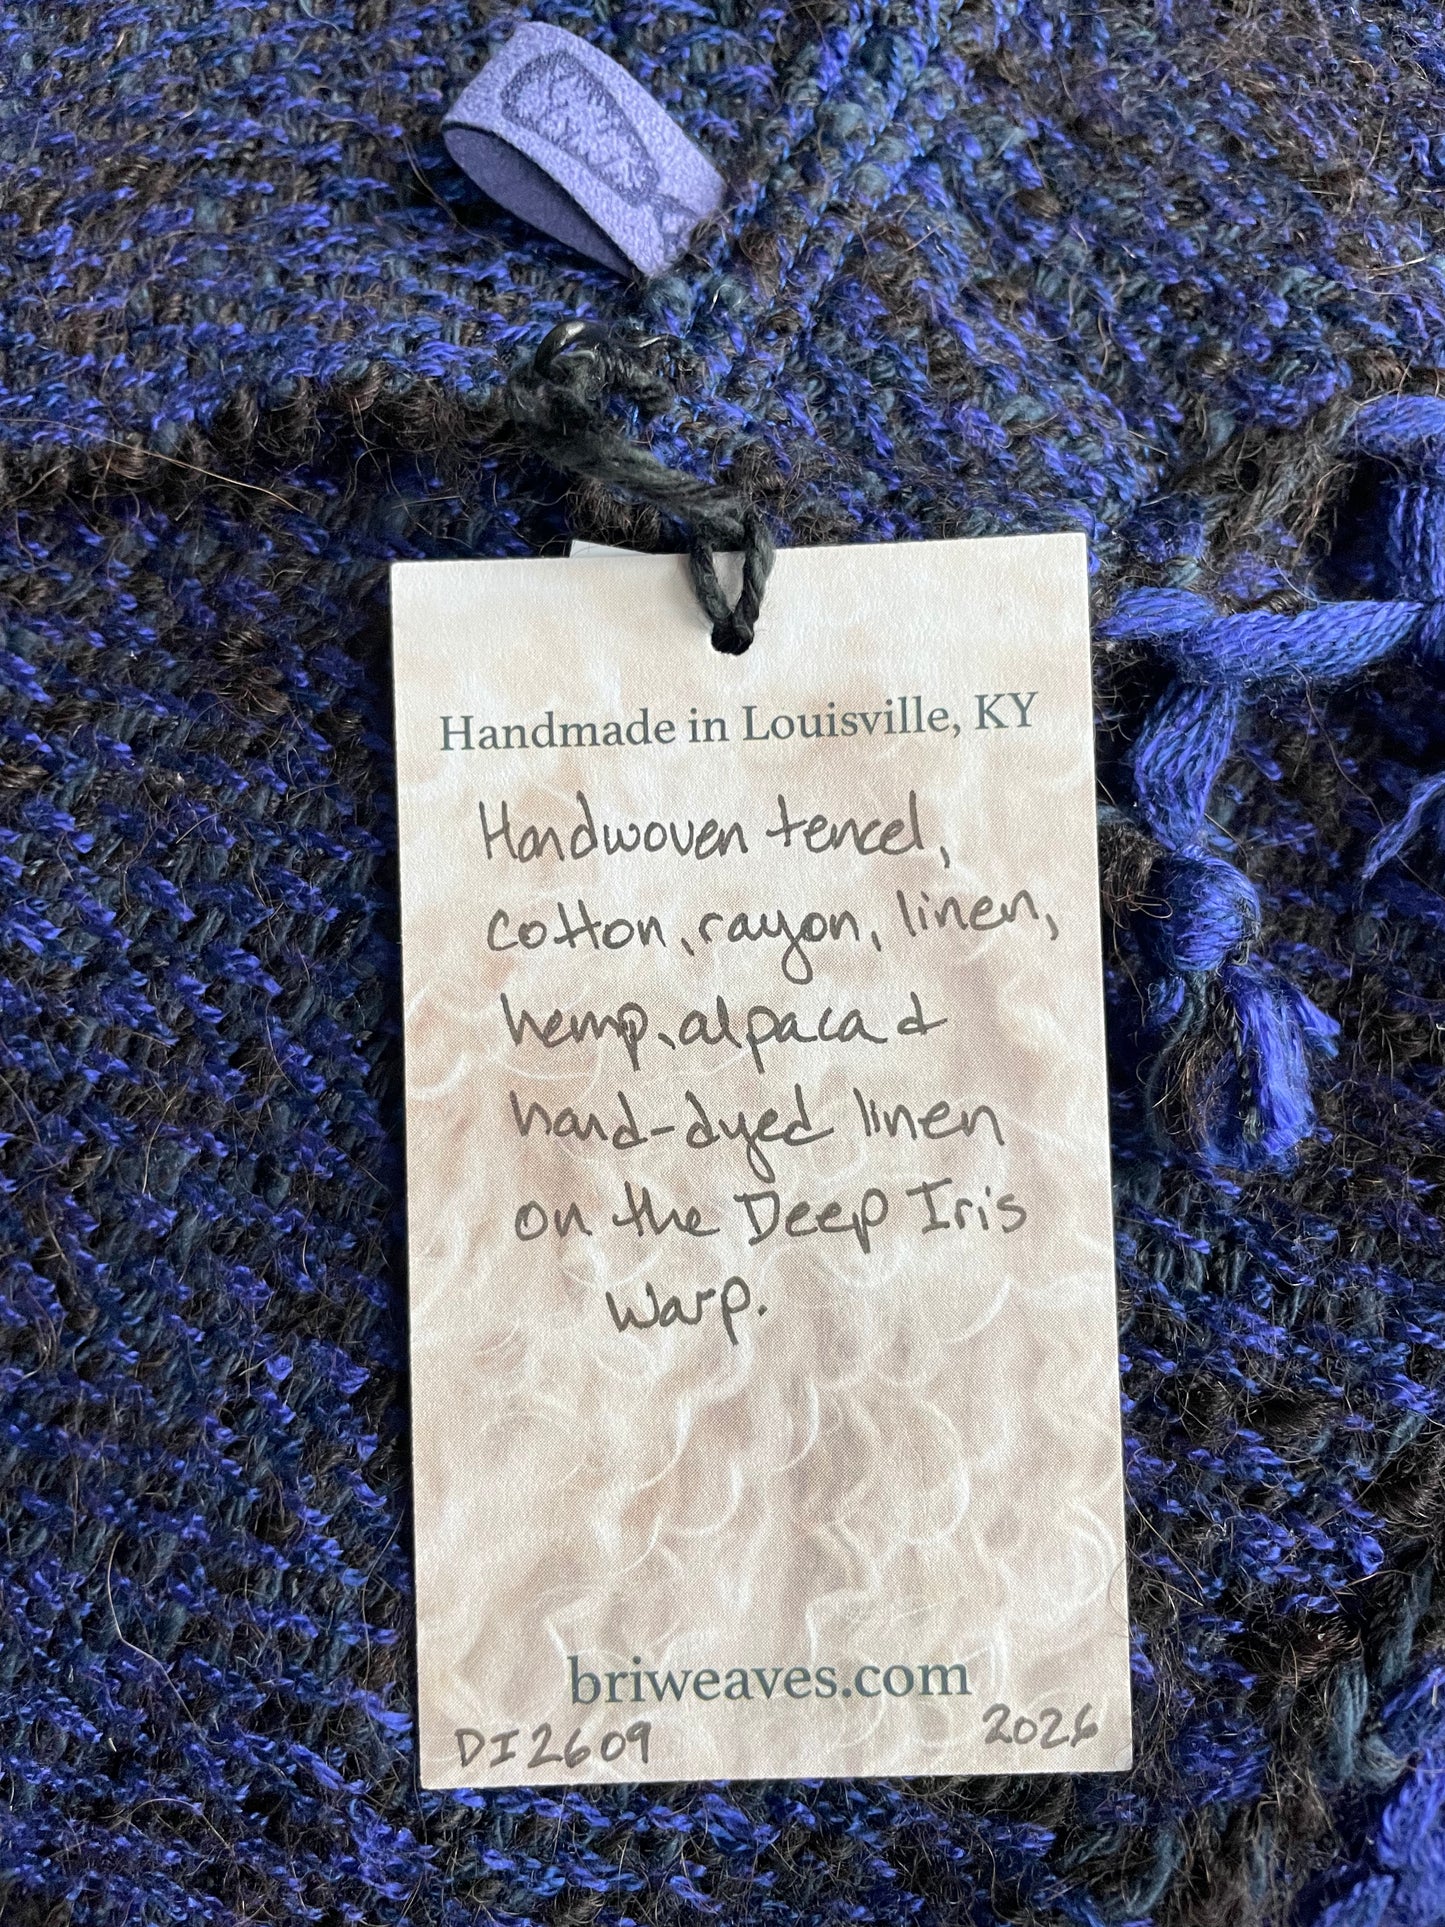 Handmade in Louisville, KY
Handwoven tencel,
cotton, rayon, linen,
hemp, alpaca &
hand-dyed linen
on the Deep Iris
Warp.
briweaves.com
DI2609
2026